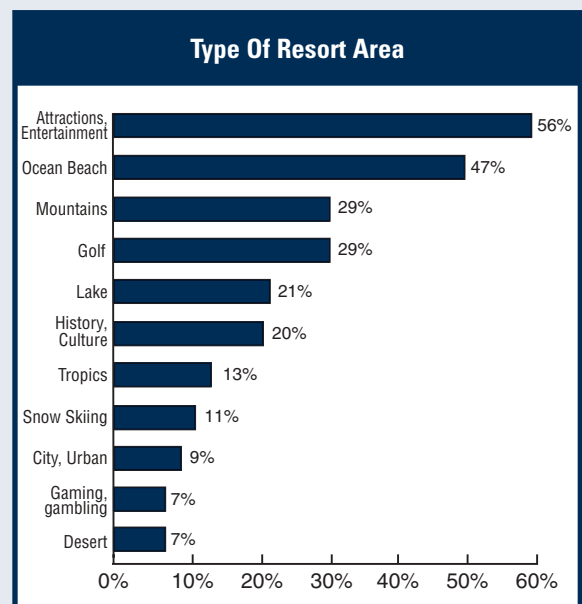 Type Of Resort Area
Attractions,
Entertainment
56%
Ocean Beach
47%
Mountains
29%
Golf
29%
Lake
21%
History,
Culture
20%
Tropics
13%
Snow Skiing
11%
City, Urban
9%
Gaming,
gambling
7%
Desert
7%
0% 10% 20% 30% 40% 50% 60%